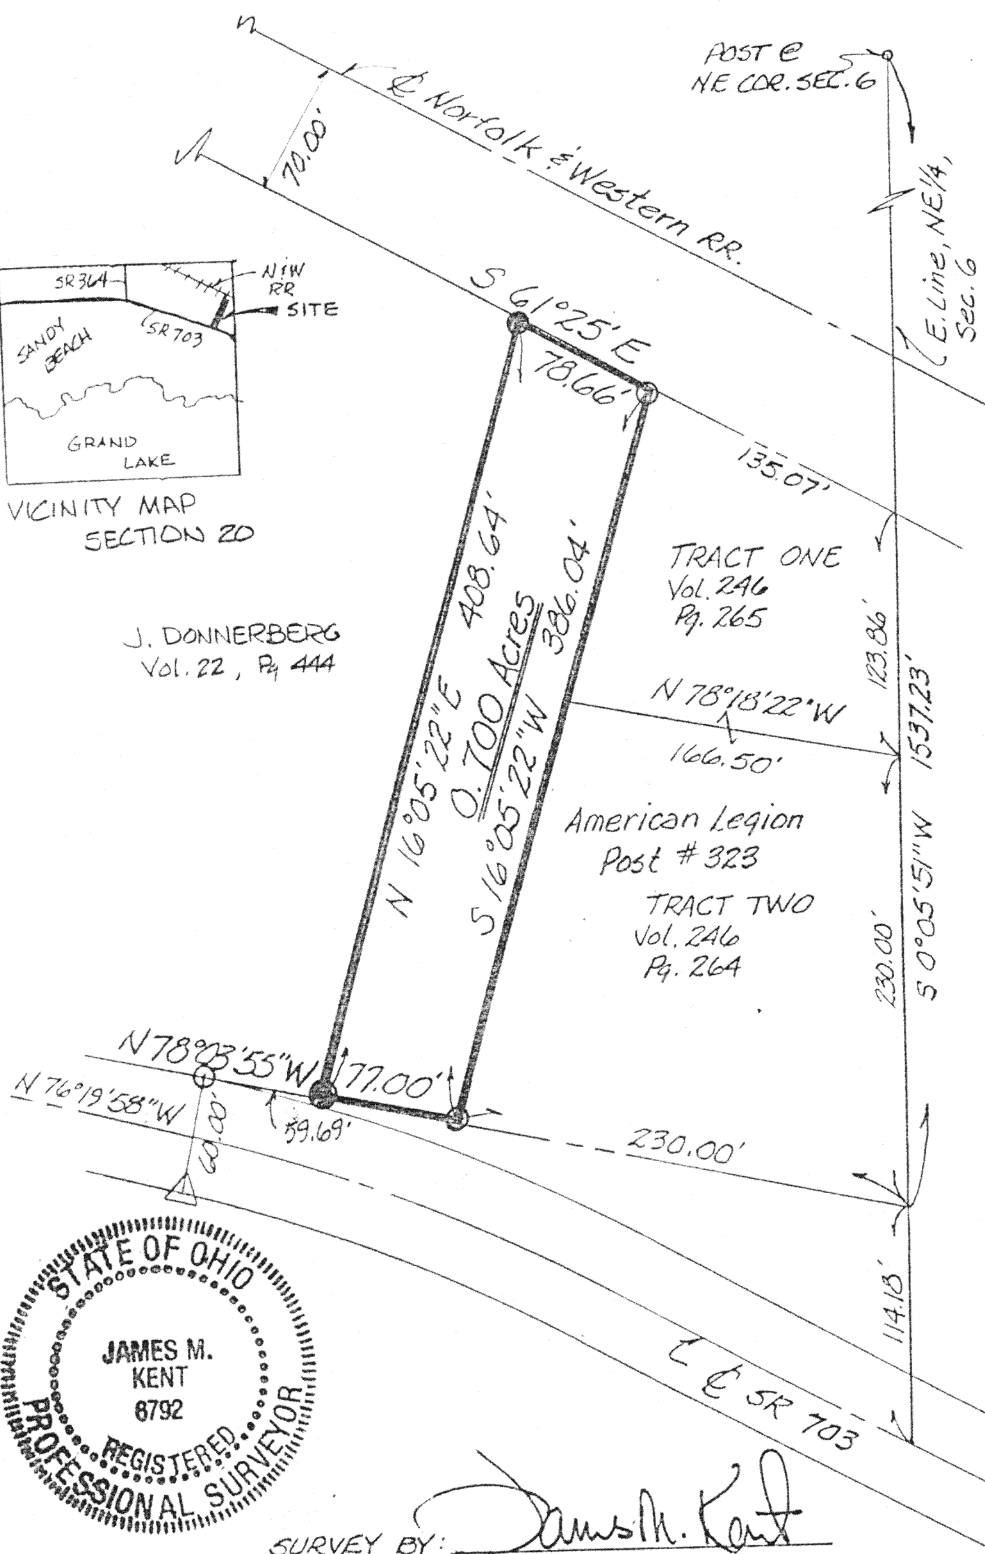 POST @
NE COR. SEC. 6
℄ Norfolk & Western RR.
70.00'
E. Line, NE 1/4,
Sec. 6
SR 364
N&W
RR
SITE
SR 703
SANDY
BEACH
GRAND
LAKE
VICINITY MAP
SECTION 20
S 61°25' E
78.66'
135.07'
J. DONNERBERG
Vol. 22, Pg 444
N 16°05'22" E 408.64'
0.700 Acres
S 16°05'22" W 386.04'
TRACT ONE
Vol. 246
Pg. 265
123.86'
N 78°18'22" W
166.50'
S 0°05'51" W 1537.23'
American Legion
Post # 323
TRACT TWO
Vol. 246
Pg. 264
230.00'
N 78°03'55" W 77.00'
N 76°19'58" W
60.00'
59.69'
230.00'
114.18'
℄ SR 703
STATE OF OHIO
JAMES M.
KENT
6792
REGISTERED
PROFESSIONAL SURVEYOR
SURVEY BY: James M. Kent